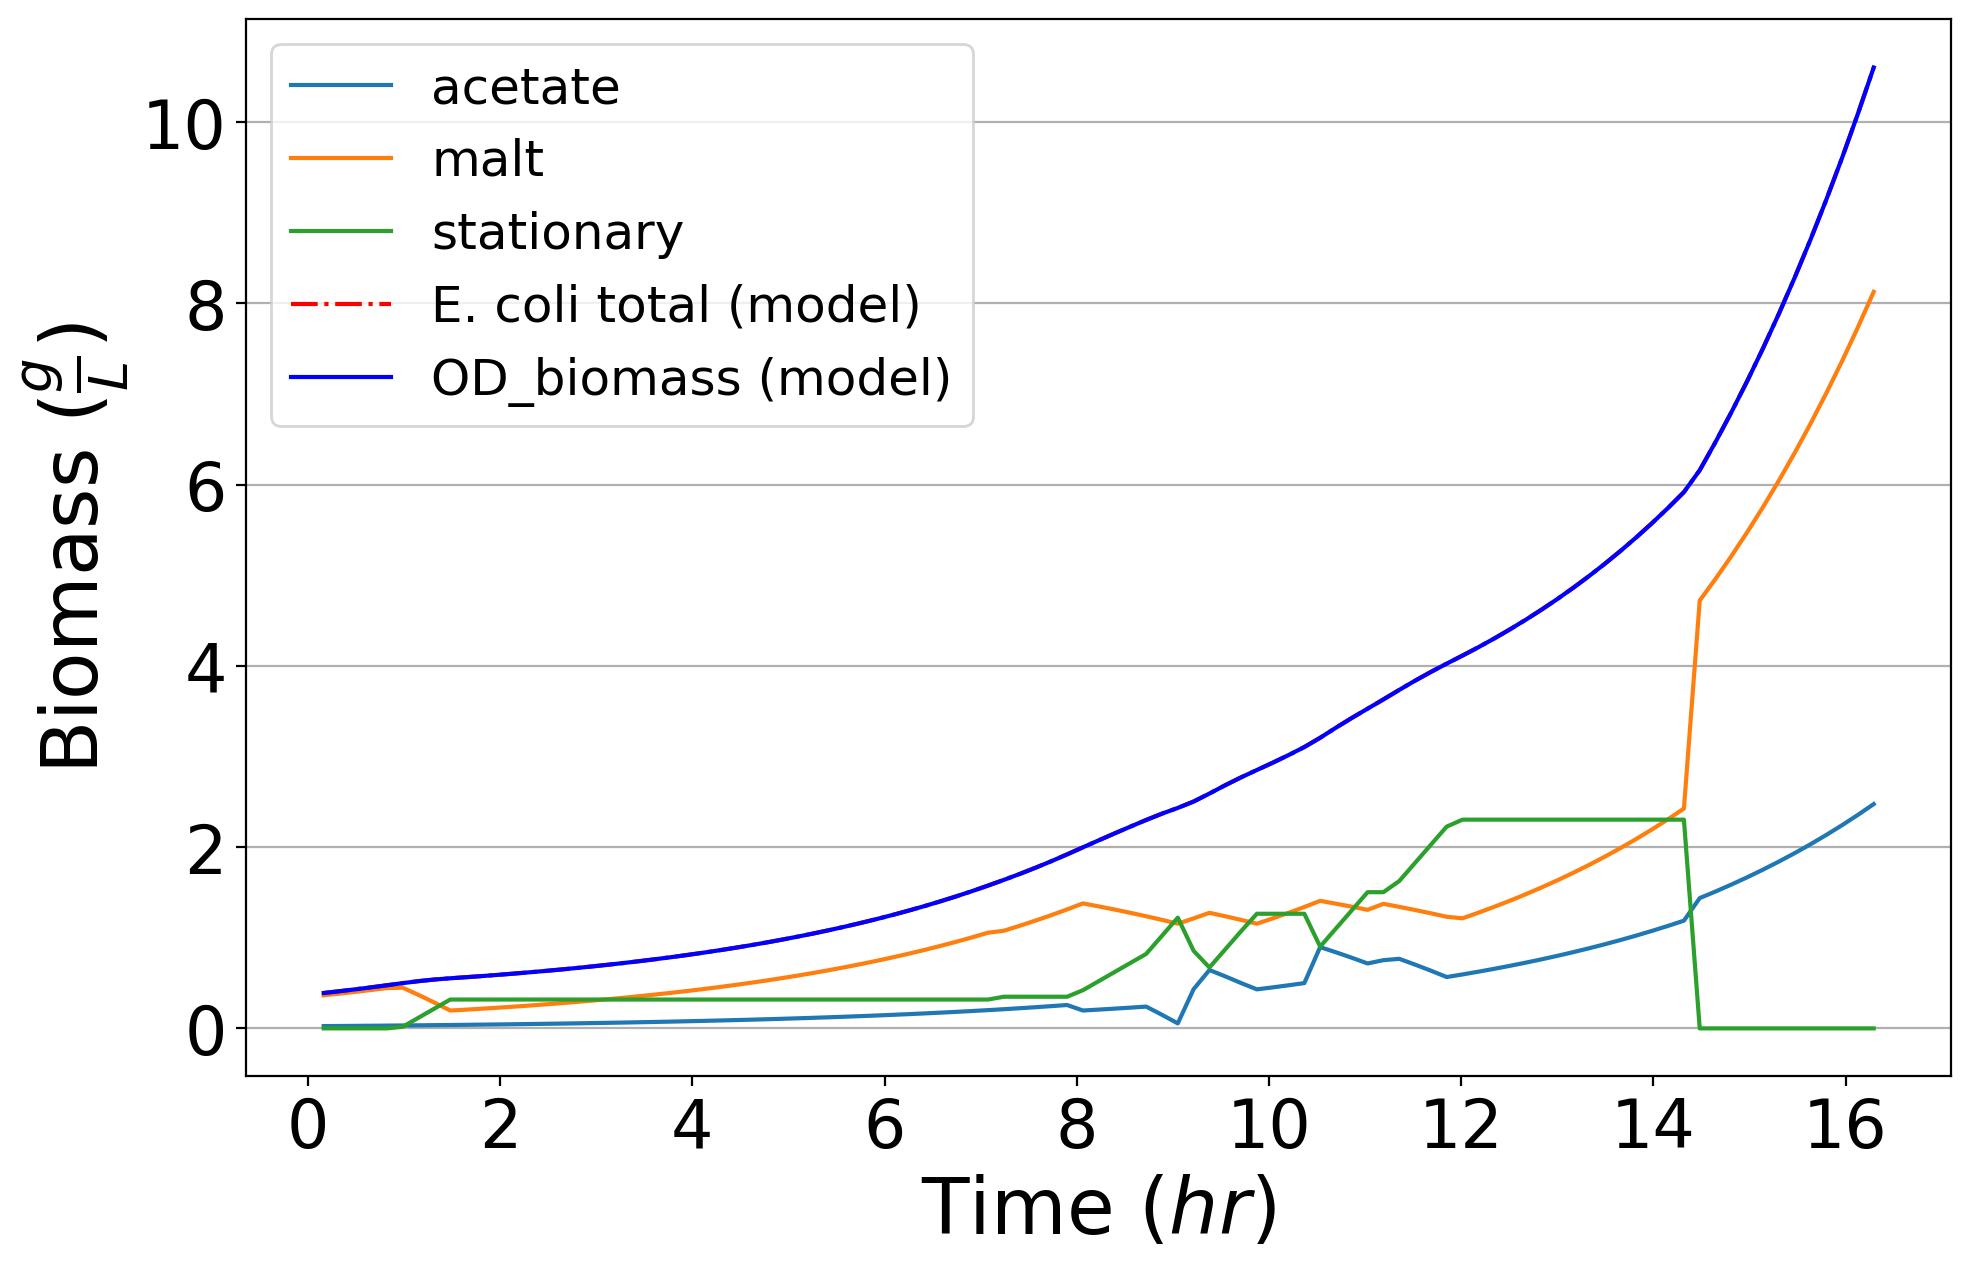 acetate
malt
stationary
E. coli total (model)
OD_biomass (model)
10
8
6
4
2
0
Biomass (g/L)
0 2 4 6 8 10 12 14 16
Time (hr)